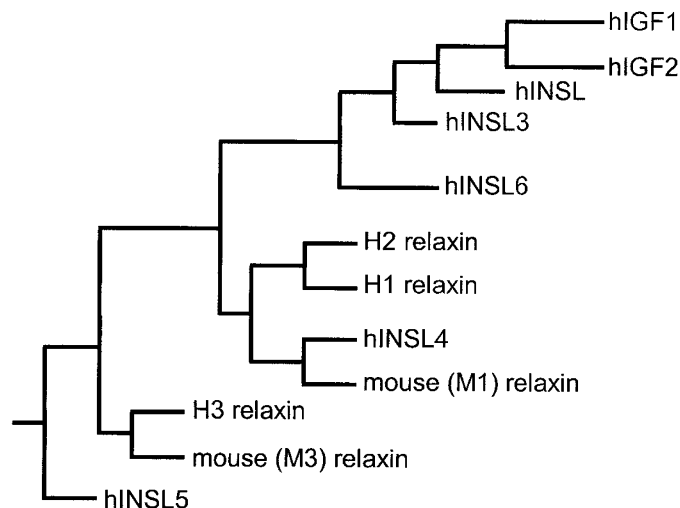 hIGF1
hIGF2
hINSL
hINSL3
hINSL6
H2 relaxin
H1 relaxin
hINSL4
mouse (M1) relaxin
H3 relaxin
mouse (M3) relaxin
hINSL5